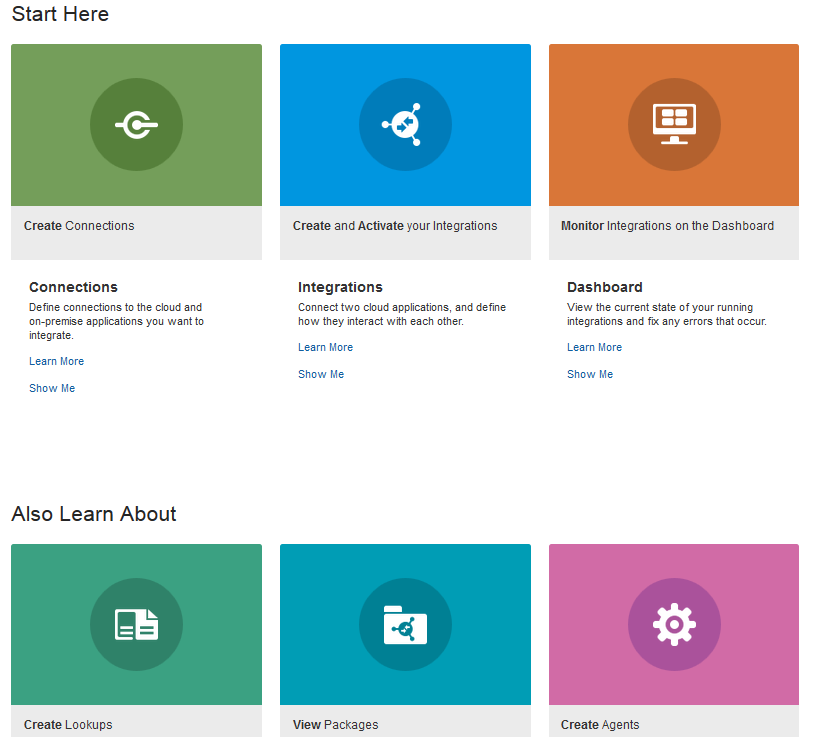 Start Here
Create Connections
Create and Activate your Integrations
Monitor Integrations on the Dashboard
Connections
Define connections to the cloud and
on-premise applications you want to
integrate.
Learn More
Show Me
Integrations
Connect two cloud applications, and define
how they interact with each other.
Learn More
Show Me
Dashboard
View the current state of your running
integrations and fix any errors that occur.
Learn More
Show Me
Also Learn About
Create Lookups
View Packages
Create Agents